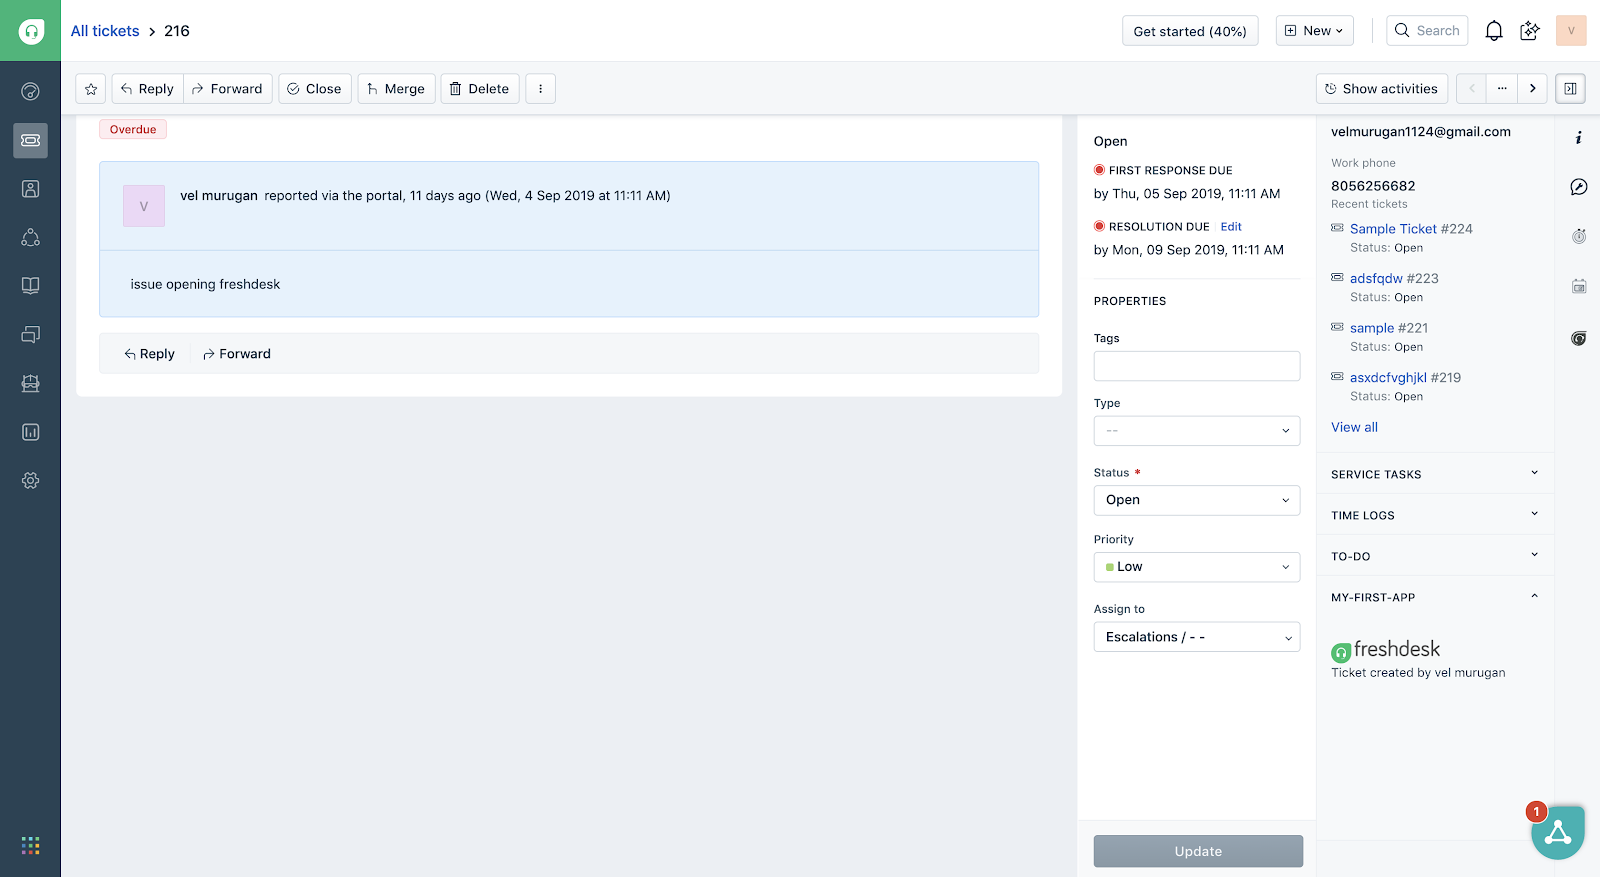 All tickets > 216
Get started (40%)
New
Search
V
Reply
Forward
Close
Merge
Delete
Show activities
Overdue
V
vel murugan reported via the portal, 11 days ago (Wed, 4 Sep 2019 at 11:11 AM)
issue opening freshdesk
Reply
Forward
Open
FIRST RESPONSE DUE
by Thu, 05 Sep 2019, 11:11 AM
RESOLUTION DUE Edit
by Mon, 09 Sep 2019, 11:11 AM
PROPERTIES
Tags
Type
--
Status *
Open
Priority
Low
Assign to
Escalations / - -
Update
velmurugan1124@gmail.com
Work phone
8056256682
Recent tickets
Sample Ticket #224
Status: Open
adsfqdw #223
Status: Open
sample #221
Status: Open
asxdcfvghjkl #219
Status: Open
View all
SERVICE TASKS
TIME LOGS
TO-DO
MY-FIRST-APP
freshdesk
Ticket created by vel murugan
1